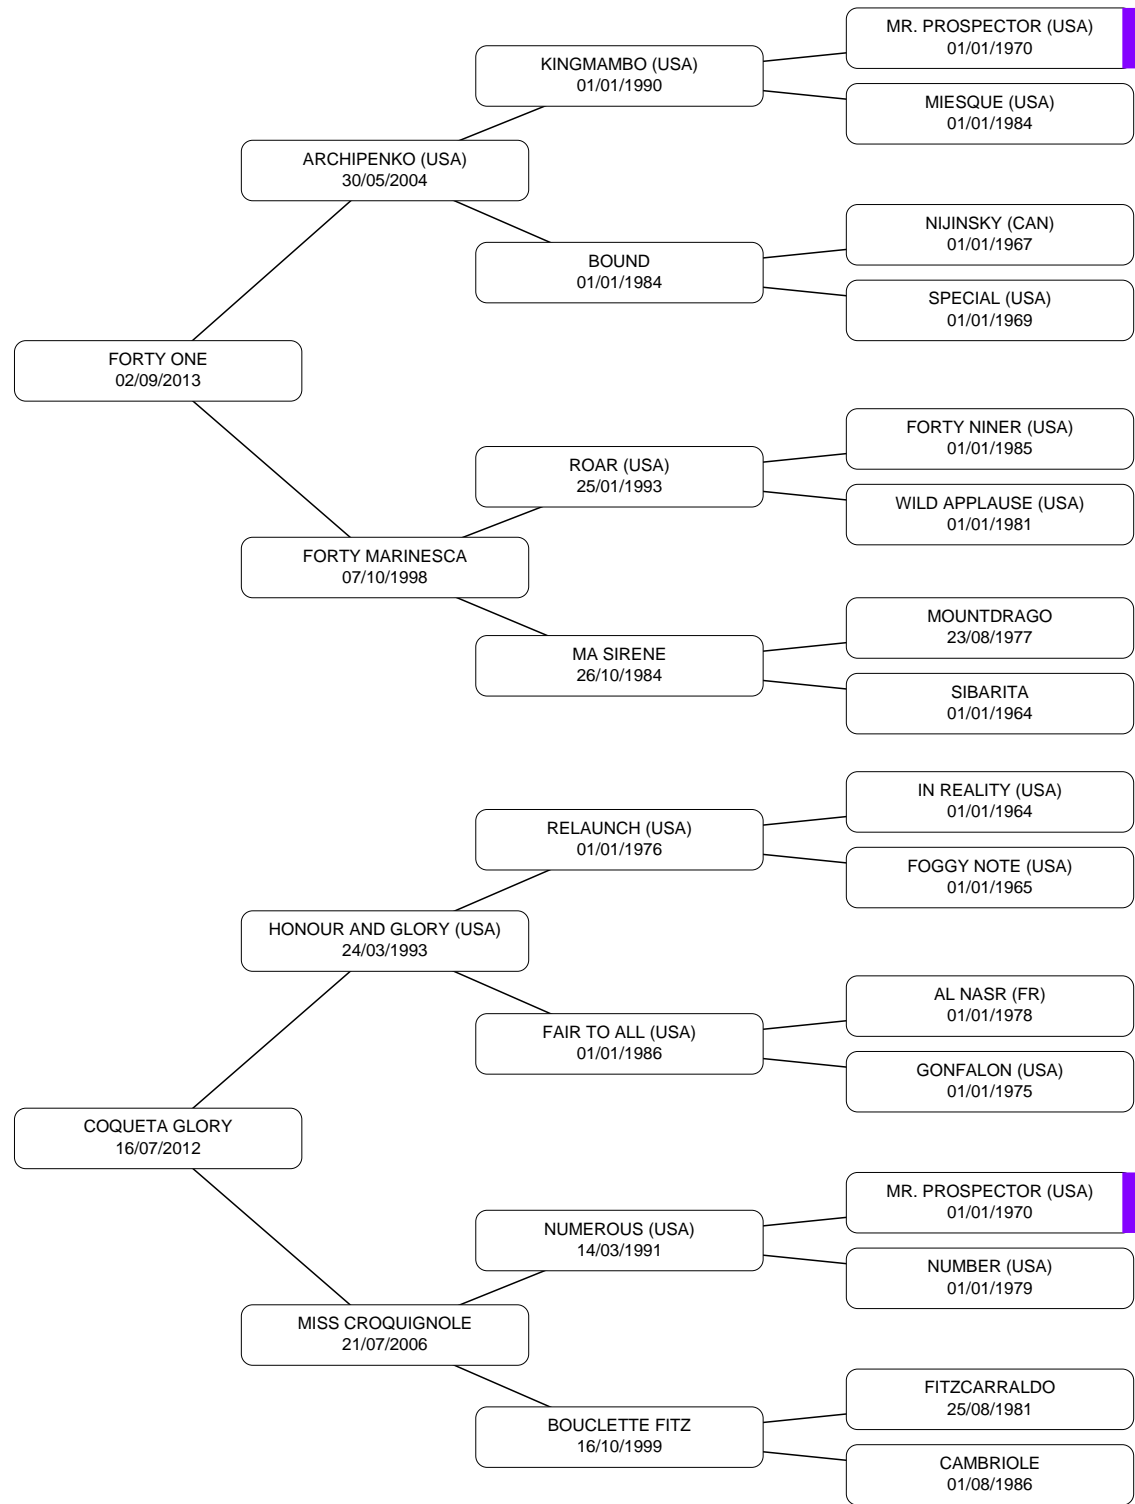 MR. PROSPECTOR (USA)
01/01/1970
KINGMAMBO (USA)
01/01/1990
MIESQUE (USA)
01/01/1984
ARCHIPENKO (USA)
30/05/2004
NIJINSKY (CAN)
01/01/1967
BOUND
01/01/1984
SPECIAL (USA)
01/01/1969
FORTY ONE
02/09/2013
FORTY NINER (USA)
01/01/1985
ROAR (USA)
25/01/1993
WILD APPLAUSE (USA)
01/01/1981
FORTY MARINESCA
07/10/1998
MOUNTDRAGO
23/08/1977
MA SIRENE
26/10/1984
SIBARITA
01/01/1964
IN REALITY (USA)
01/01/1964
RELAUNCH (USA)
01/01/1976
FOGGY NOTE (USA)
01/01/1965
HONOUR AND GLORY (USA)
24/03/1993
AL NASR (FR)
01/01/1978
FAIR TO ALL (USA)
01/01/1986
GONFALON (USA)
01/01/1975
COQUETA GLORY
16/07/2012
MR. PROSPECTOR (USA)
01/01/1970
NUMEROUS (USA)
14/03/1991
NUMBER (USA)
01/01/1979
MISS CROQUIGNOLE
21/07/2006
FITZCARRALDO
25/08/1981
BOUCLETTE FITZ
16/10/1999
CAMBRIOLE
01/08/1986